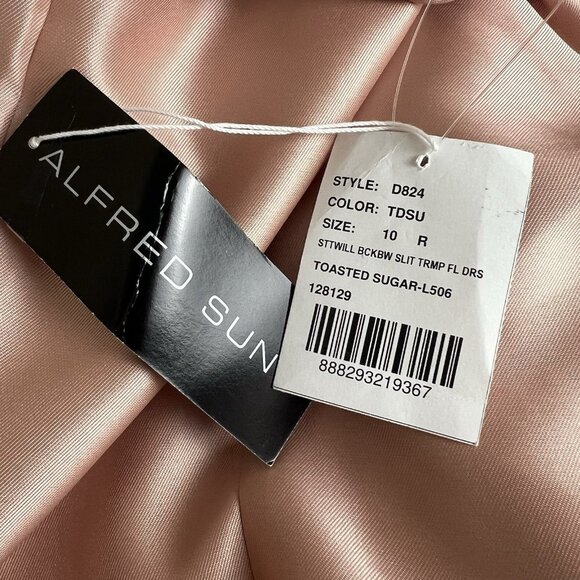 ALFRED SUN
STYLE: D824
COLOR: TDSU
SIZE: 10 R
STTWILL BCKBW SLIT TRMP FL DRS
TOASTED SUGAR-L506
128129
888293219367